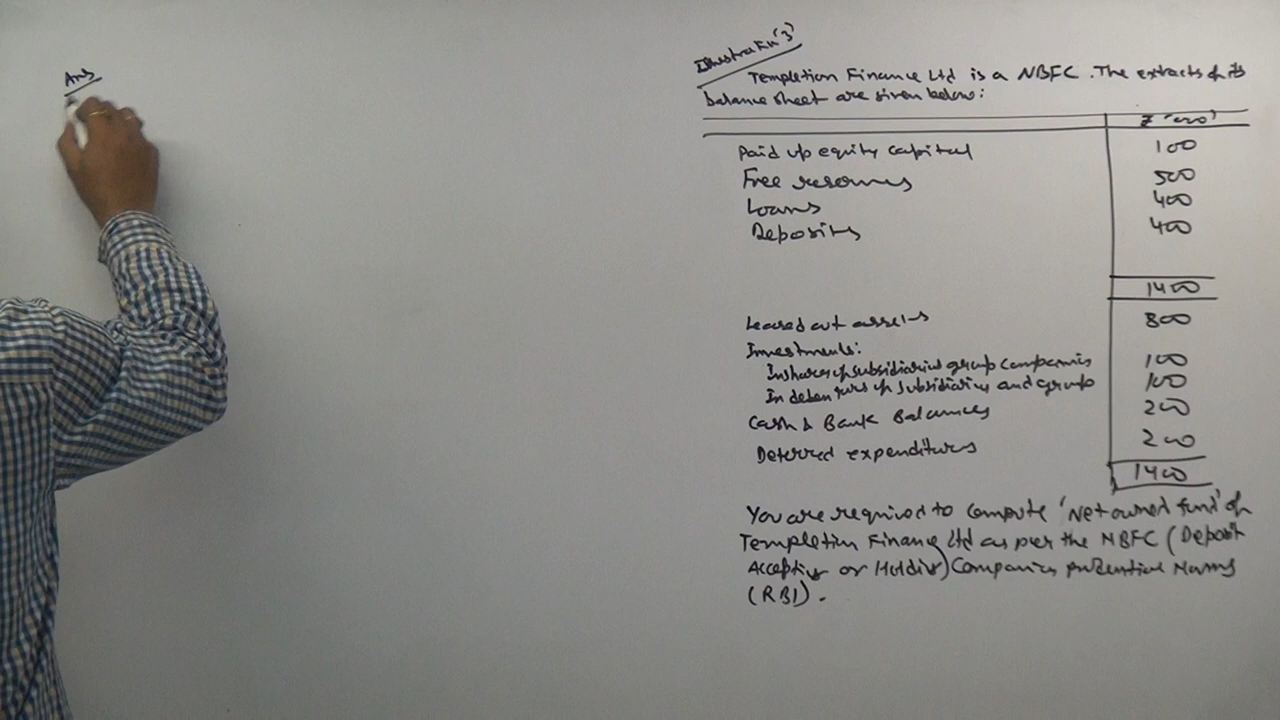 Ans
Illustration '3'
Templetion Finance Ltd is a NBFC. The extracts of its
balance sheet are given below:
₹ '000'
Paid up equity capital 100
Free reserves 500
Loans 400
Deposits 400
1400
Leased out assets 800
Investments:
In shares of subsidiaries group companies 100
In debentures of subsidiaries and group 100
Cash & Bank Balances 200
Deferred expenditures 200
1400
You are required to compute 'Net owned fund' of
Templetion Finance Ltd as per the NBFC (Deposit
Accepting or Holding) Companies Prudential Norms
(RBI).